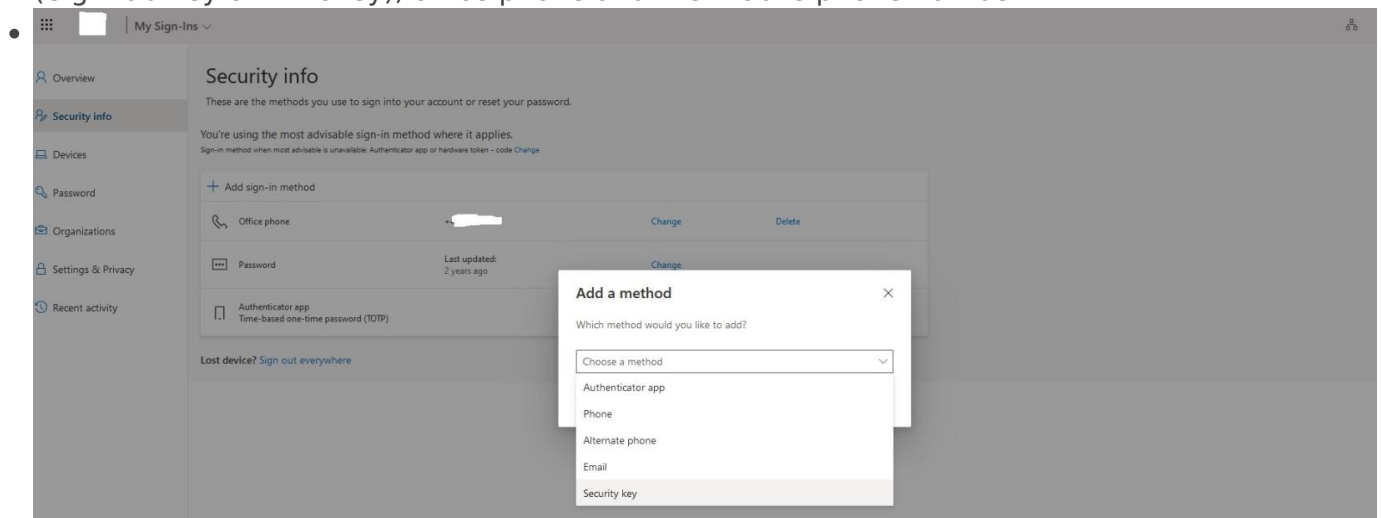 My Sign-Ins
Overview
Security info
Devices
Password
Organizations
Settings & Privacy
Recent activity
Security info
These are the methods you use to sign into your account or reset your password.
You're using the most advisable sign-in method where it applies.
Sign-in method when most advisable is unavailable: Authenticator app or hardware token - code Change
+ Add sign-in method
Office phone Change Delete
Password Last updated: Change
2 years ago
Authenticator app
Time-based one-time password (TOTP)
Lost device? Sign out everywhere
Add a method
Which method would you like to add?
Choose a method
Authenticator app
Phone
Alternate phone
Email
Security key